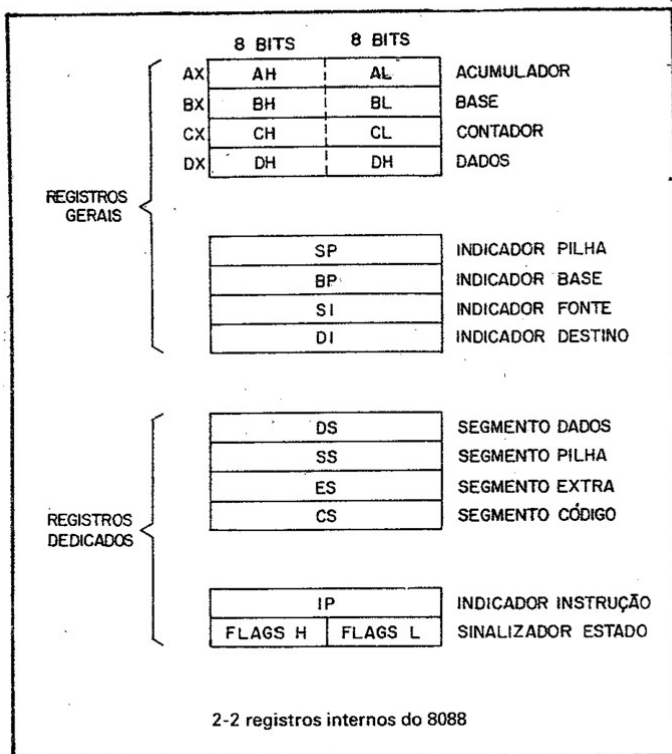 8 BITS 8 BITS
AX AH AL ACUMULADOR
BX BH BL BASE
CX CH CL CONTADOR
DX DH DH DADOS
REGISTROS
GERAIS
SP INDICADOR PILHA
BP INDICADOR BASE
SI INDICADOR FONTE
DI INDICADOR DESTINO
DS SEGMENTO DADOS
SS SEGMENTO PILHA
ES SEGMENTO EXTRA
CS SEGMENTO CÓDIGO
REGISTROS
DEDICADOS
IP INDICADOR INSTRUÇÃO
FLAGS H FLAGS L SINALIZADOR ESTADO
2-2 registros internos do 8088